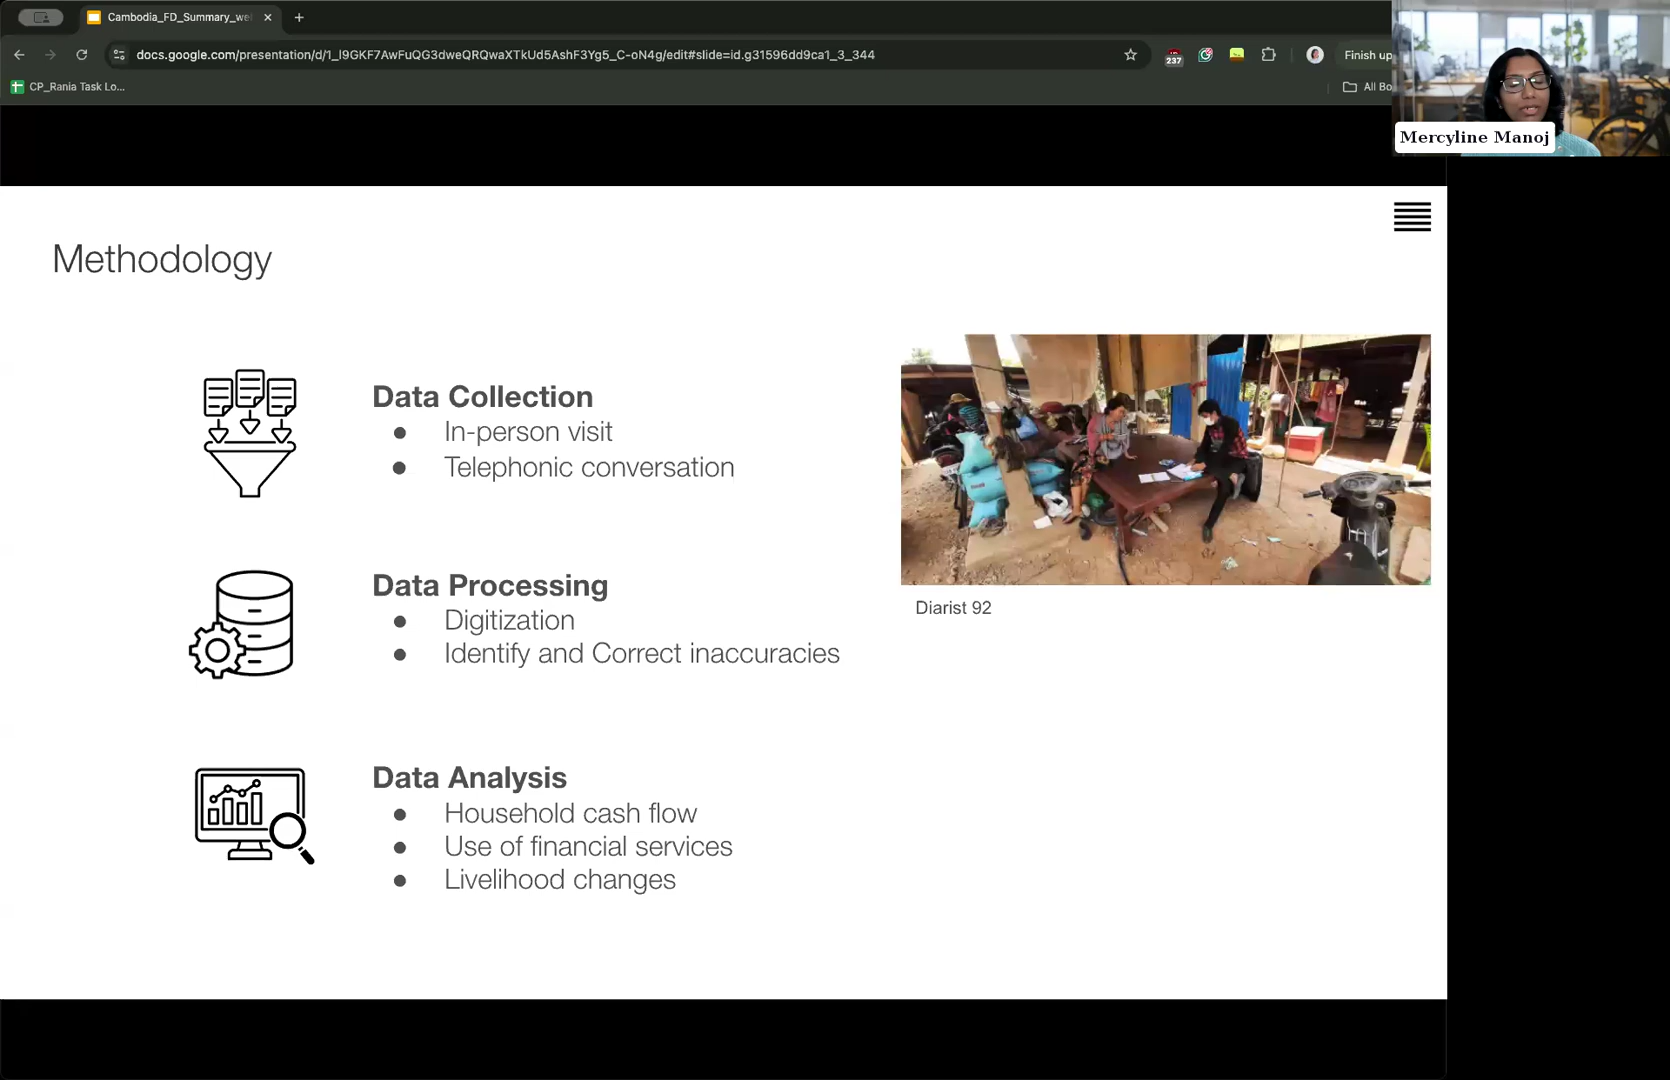 Cambodia_FD_Summary_we
docs.google.com/presentation/d/1_l9GKF7AwFuQG3dweQRQwaXTkUd5AshF3Yg5_C-oN4g/edit#slide=id.g31596dd9ca1_3_344
237
Finish up
CP_Rania Task Lo...
All Bo
Mercyline Manoj
Methodology
Data Collection
● In-person visit
● Telephonic conversation
Data Processing
● Digitization
● Identify and Correct inaccuracies
Data Analysis
● Household cash flow
● Use of financial services
● Livelihood changes
Diarist 92